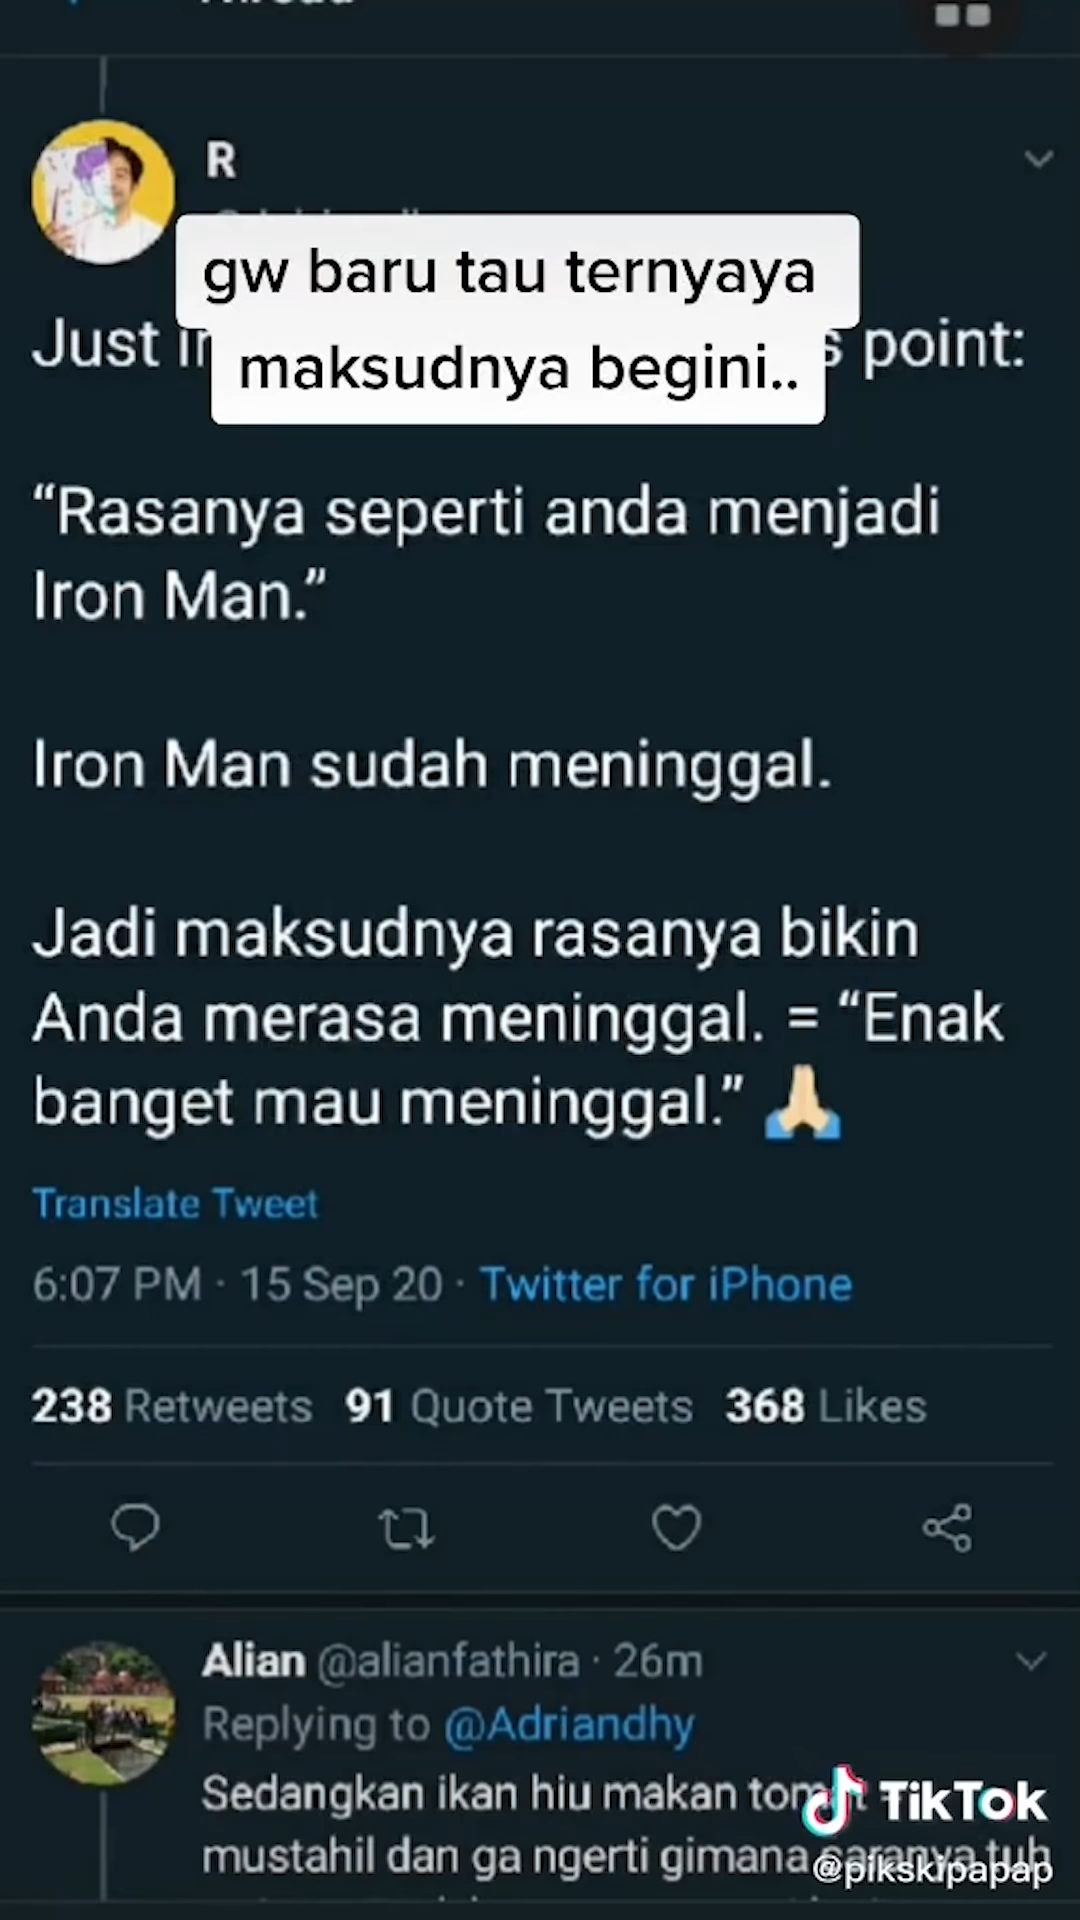 R
gw baru tau ternyaya
maksudnya begini..
Just point:
“Rasanya seperti anda menjadi
Iron Man.”
Iron Man sudah meninggal.
Jadi maksudnya rasanya bikin
Anda merasa meninggal. = “Enak
banget mau meninggal.” 🙏🏼
Translate Tweet
6:07 PM · 15 Sep 20 · Twitter for iPhone
238 Retweets 91 Quote Tweets 368 Likes
Alian @alianfathira · 26m
Replying to @Adriandhy
Sedangkan ikan hiu makan
mustahil dan ga ngerti gimana
TikTok
@pikskipapap